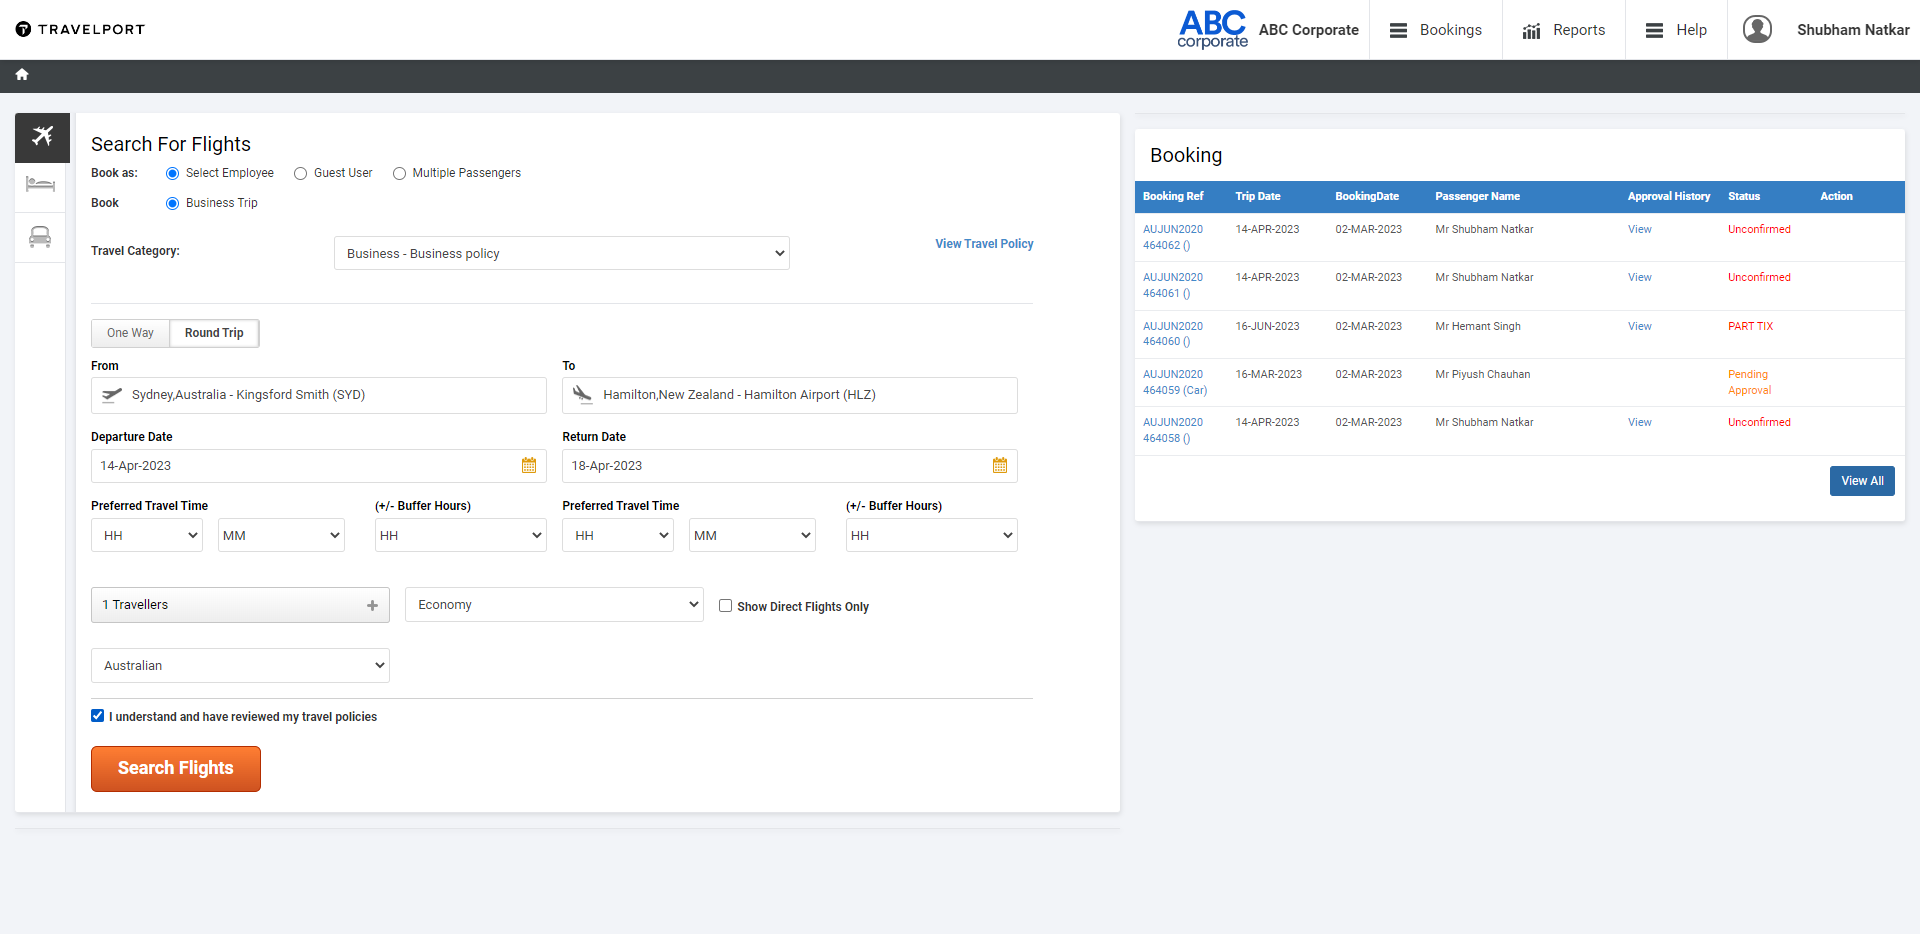 TRAVELPORT
ABC
corporate
ABC Corporate
Bookings
Reports
Help
Shubham Natkar
Search For Flights
Book as: Select Employee Guest User Multiple Passengers
Book Business Trip
Travel Category: Business - Business policy View Travel Policy
One Way Round Trip
From To
Sydney,Australia - Kingsford Smith (SYD) Hamilton,New Zealand - Hamilton Airport (HLZ)
Departure Date Return Date
14-Apr-2023 18-Apr-2023
Preferred Travel Time (+/- Buffer Hours) Preferred Travel Time (+/- Buffer Hours)
HH MM HH HH MM HH
1 Travellers + Economy Show Direct Flights Only
Australian
I understand and have reviewed my travel policies
Search Flights
Booking
Booking Ref Trip Date BookingDate Passenger Name Approval History Status Action
AUJUN2020 14-APR-2023 02-MAR-2023 Mr Shubham Natkar View Unconfirmed
464062 ()
AUJUN2020 14-APR-2023 02-MAR-2023 Mr Shubham Natkar View Unconfirmed
464061 ()
AUJUN2020 16-JUN-2023 02-MAR-2023 Mr Hemant Singh View PART TIX
464060 ()
AUJUN2020 16-MAR-2023 02-MAR-2023 Mr Piyush Chauhan Pending
464059 (Car) Approval
AUJUN2020 14-APR-2023 02-MAR-2023 Mr Shubham Natkar View Unconfirmed
464058 ()
View All